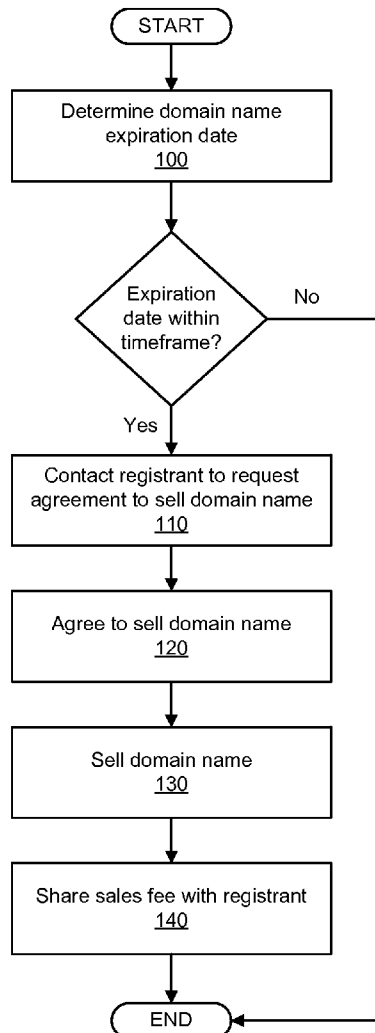 START
Determine domain name
expiration date
100
Expiration
date within
timeframe?
No
Yes
Contact registrant to request
agreement to sell domain name
110
Agree to sell domain name
120
Sell domain name
130
Share sales fee with registrant
140
END